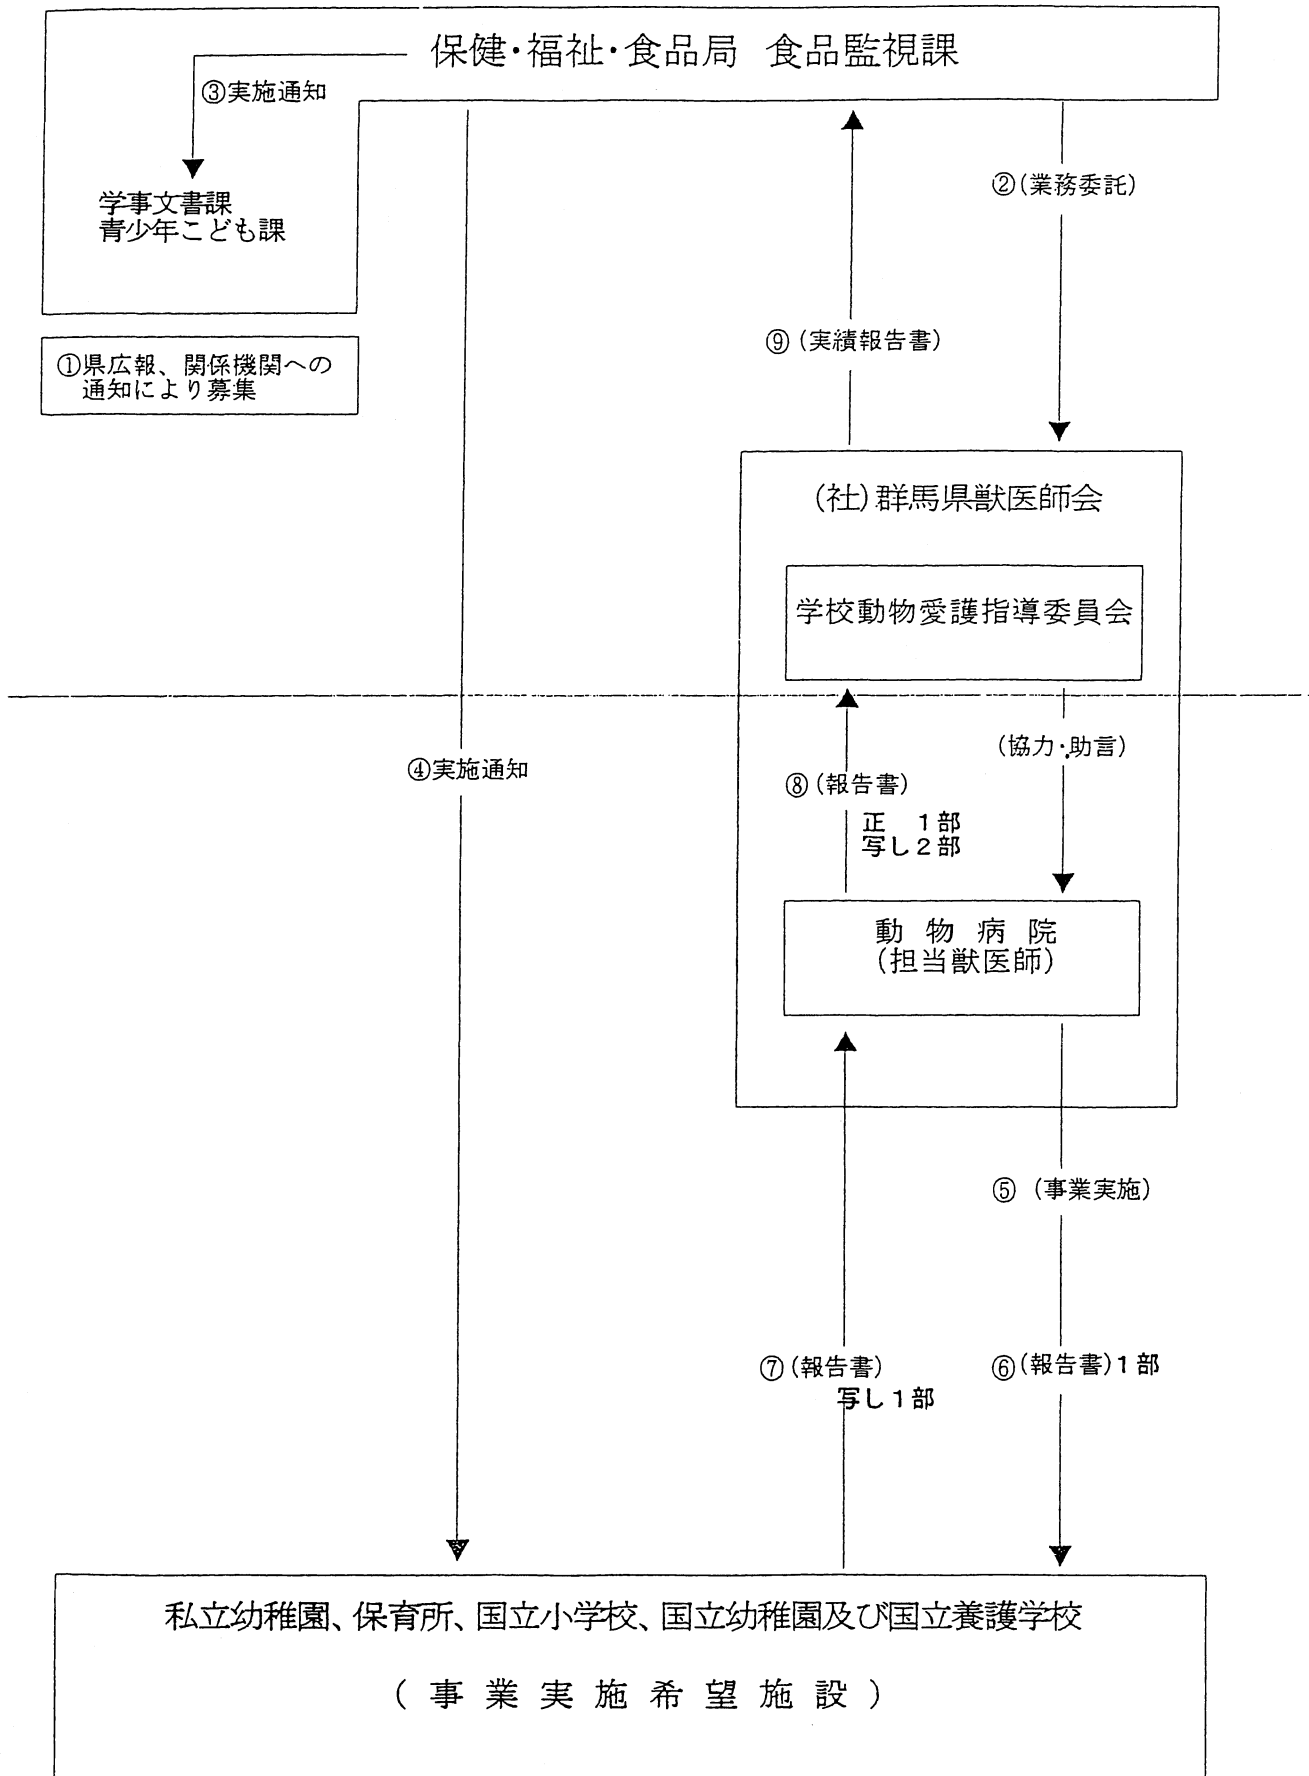 保健・福祉・食品局 食品監視課
③実施通知
学事文書課
青少年こども課
②(業務委託)
①県広報、関係機関への
通知により募集
⑨(実績報告書)
(社)群馬県獣医師会
学校動物愛護指導委員会
(協力・助言)
④実施通知
⑧(報告書)
正 1部
写し2部
動物病院
(担当獣医師)
⑤(事業実施)
⑦(報告書)
写し1部
⑥(報告書)1部
私立幼稚園、保育所、国立小学校、国立幼稚園及び国立養護学校
(事業実施希望施設)